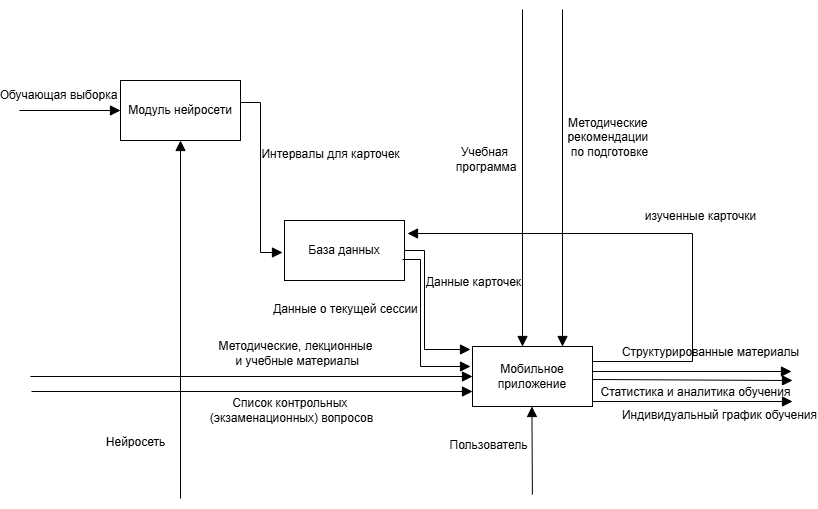 Обучающая выборка
Модуль нейросети
Интервалы для карточек
Учебная
программа
Методические
рекомендации
по подготовке
изученные карточки
База данных
Данные карточек
Данные о текущей сессии
Методические, лекционные
и учебные материалы
Мобильное
приложение
Структурированные материалы
Статистика и аналитика обучения
Индивидуальный график обучения
Список контрольных
(экзаменационных) вопросов
Нейросеть
Пользователь